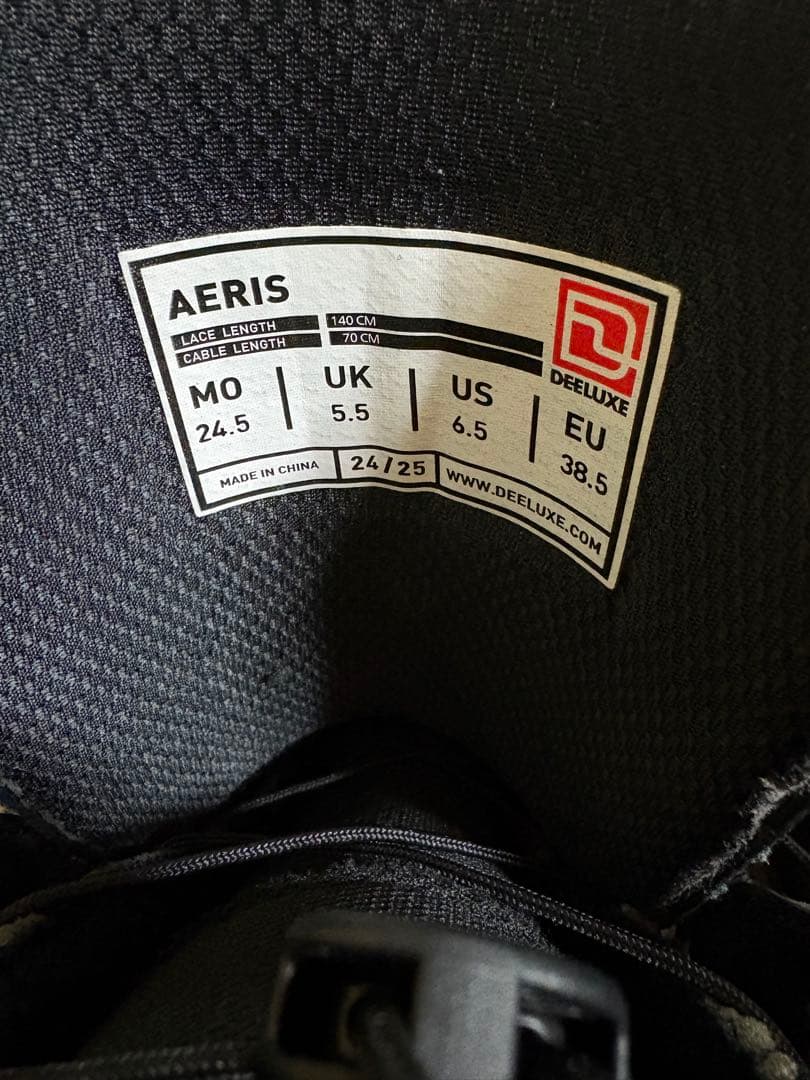 AERIS
LACE LENGTH 140 CM
CABLE LENGTH 70 CM
DEELUXE
MO UK US EU
24.5 5.5 6.5 38.5
MADE IN CHINA 24/25 WWW.DEELUXE.COM